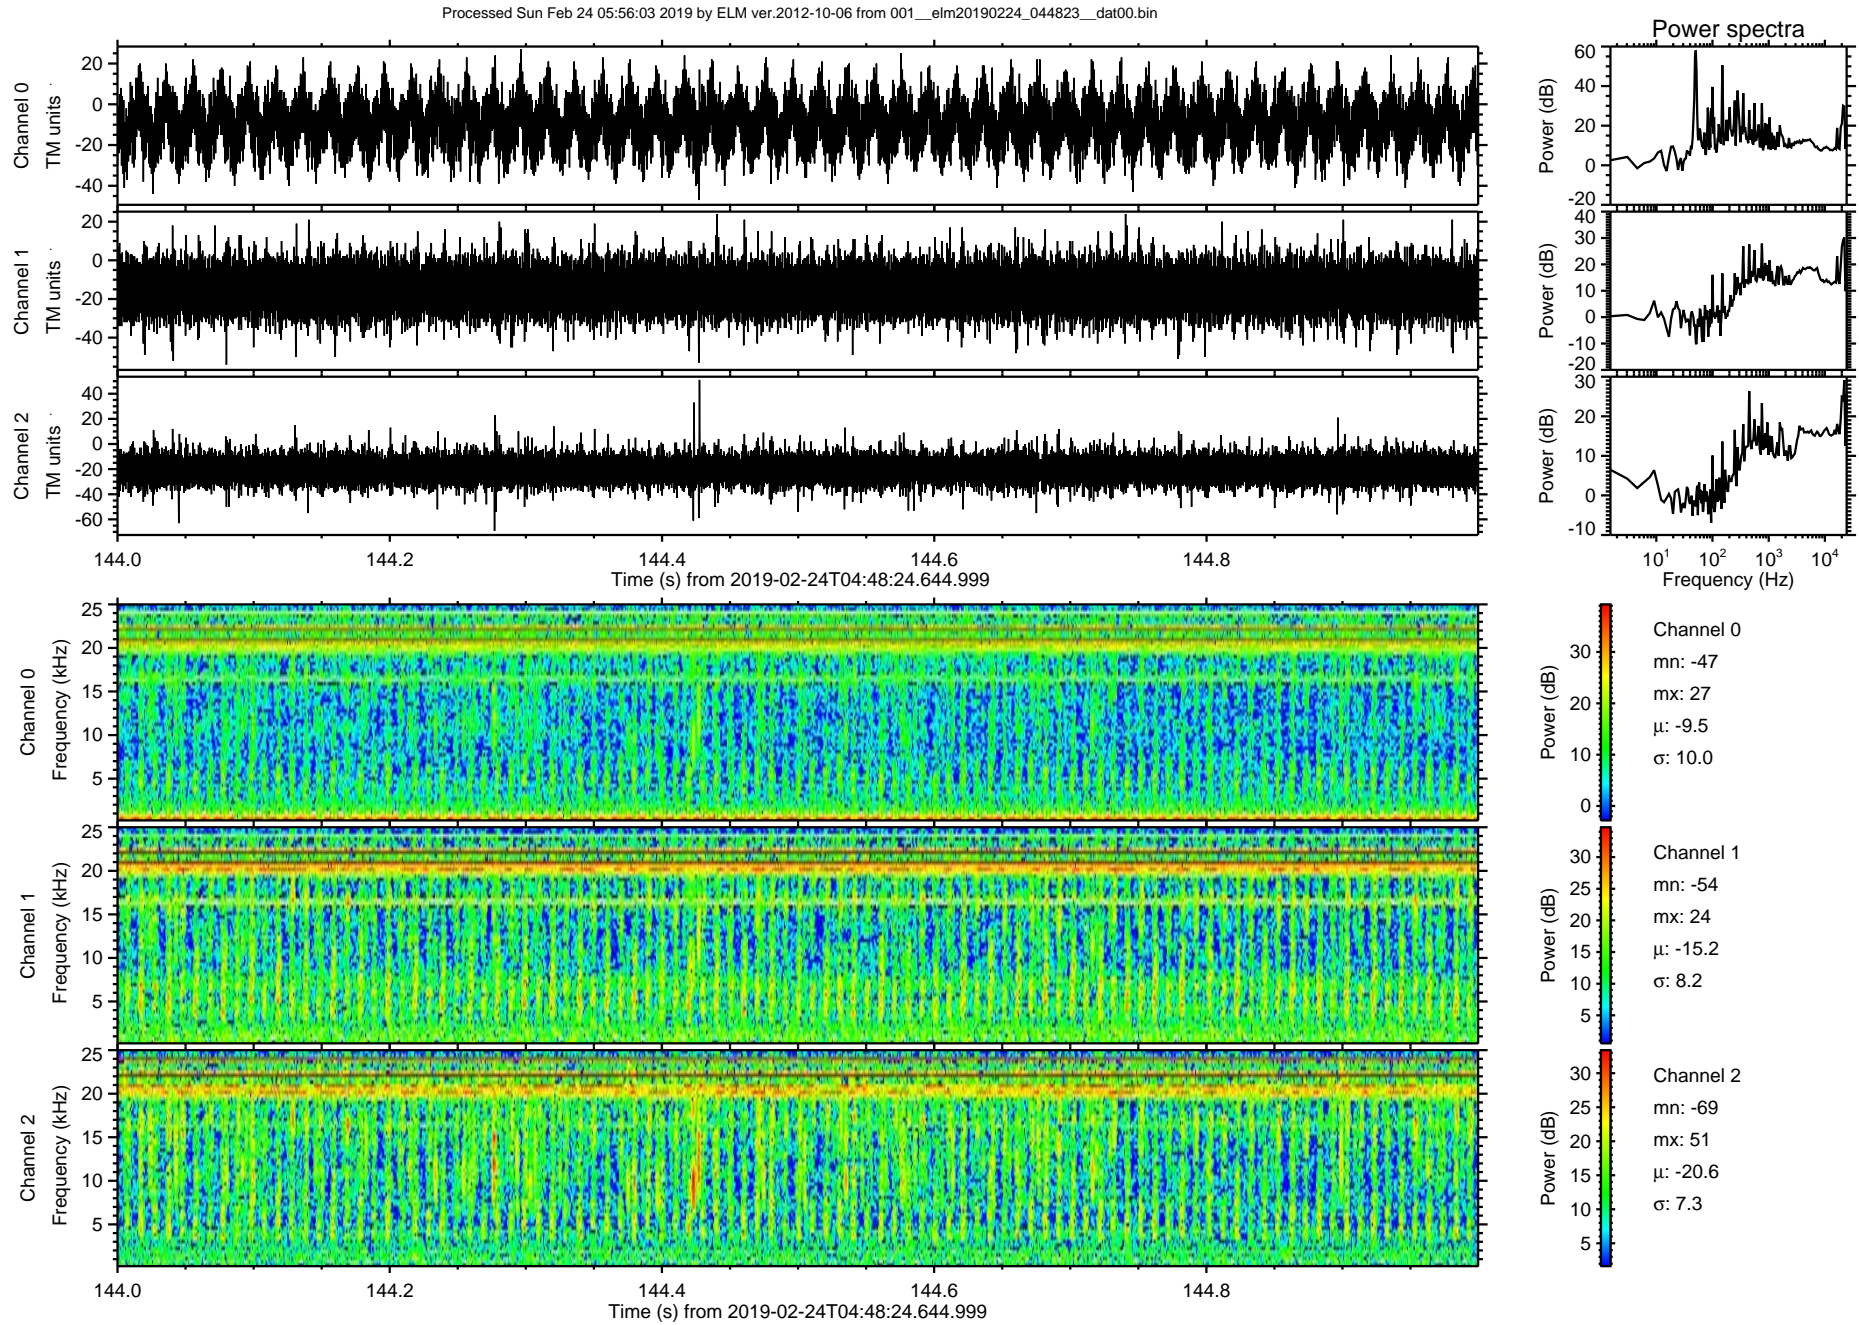 Processed Sun Feb 24 05:56:03 2019 by ELM ver.2012-10-06 from 001__elm20190224_044823__dat00.bin
Power spectra
Channel 0
TM units
20
0
-20
-40
Power (dB)
60
40
20
0
-20
Channel 1
TM units
20
0
-20
-40
Power (dB)
40
30
20
10
0
-10
-20
Channel 2
TM units
40
20
0
-20
-40
-60
Power (dB)
30
20
10
0
-10
144.0 144.2 144.4 144.6 144.8
Time (s) from 2019-02-24T04:48:24.644.999
10¹ 10² 10³ 10⁴
Frequency (Hz)
Channel 0
Frequency (kHz)
25
20
15
10
5
Power (dB)
30
20
10
0
Channel 0
mn: -47
mx: 27
μ: -9.5
σ: 10.0
Channel 1
Frequency (kHz)
25
20
15
10
5
Power (dB)
30
25
20
15
10
5
Channel 1
mn: -54
mx: 24
μ: -15.2
σ: 8.2
Channel 2
Frequency (kHz)
25
20
15
10
5
Power (dB)
30
25
20
15
10
5
Channel 2
mn: -69
mx: 51
μ: -20.6
σ: 7.3
144.0 144.2 144.4 144.6 144.8
Time (s) from 2019-02-24T04:48:24.644.999